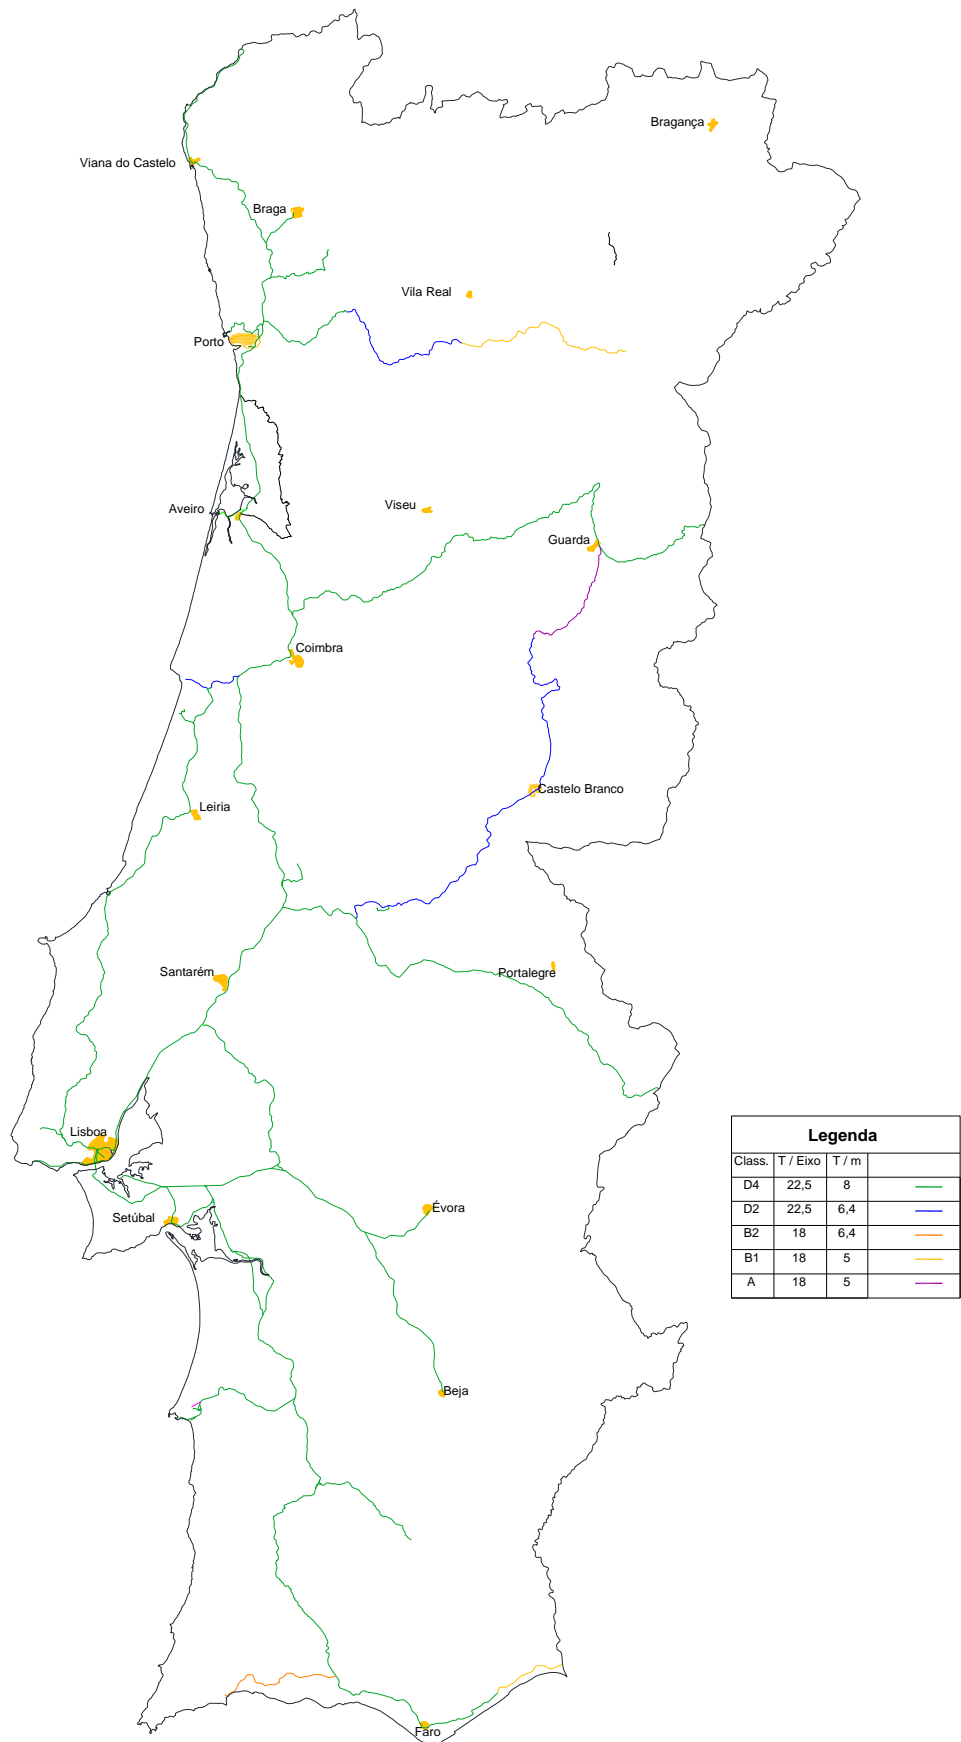 Bragança
Viana do Castelo
Braga
Vila Real
Porto
Viseu
Aveiro
Guarda
Coimbra
Castelo Branco
Leiria
Santarém
Portalegre
Lisboa
Évora
Setúbal
Beja
Faro
Legenda
Class. T / Eixo T / m
D4 22,5 8
D2 22,5 6,4
B2 18 6,4
B1 18 5
A 18 5